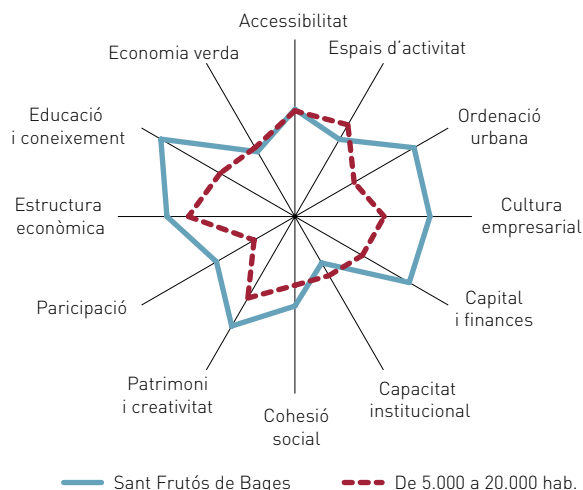 Accessibilitat
Espais d’activitat
Economia verda
Educació
i coneixement
Ordenació
urbana
Estructura
econòmica
Cultura
empresarial
Paricipació
Capital
i finances
Patrimoni
i creativitat
Capacitat
institucional
Cohesió
social
Sant Frutós de Bages
De 5.000 a 20.000 hab.